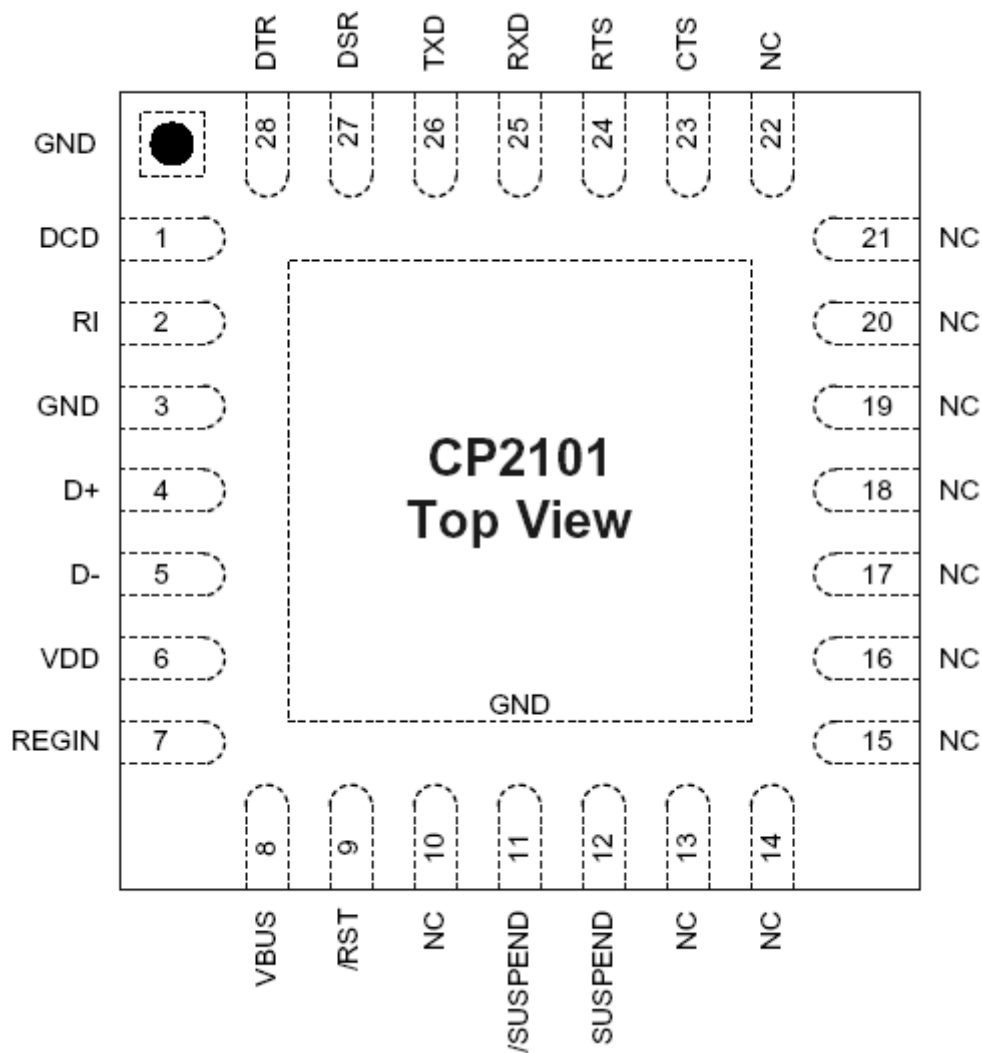 DTR DSR TXD RXD RTS CTS NC
28 27 26 25 24 23 22
GND
DCD 1 21 NC
RI 2 20 NC
GND 3 19 NC
D+ 4 18 NC
D- 5 17 NC
VDD 6 16 NC
REGIN 7 15 NC
CP2101
Top View
GND
8 9 10 11 12 13 14
VBUS /RST NC /SUSPEND SUSPEND NC NC